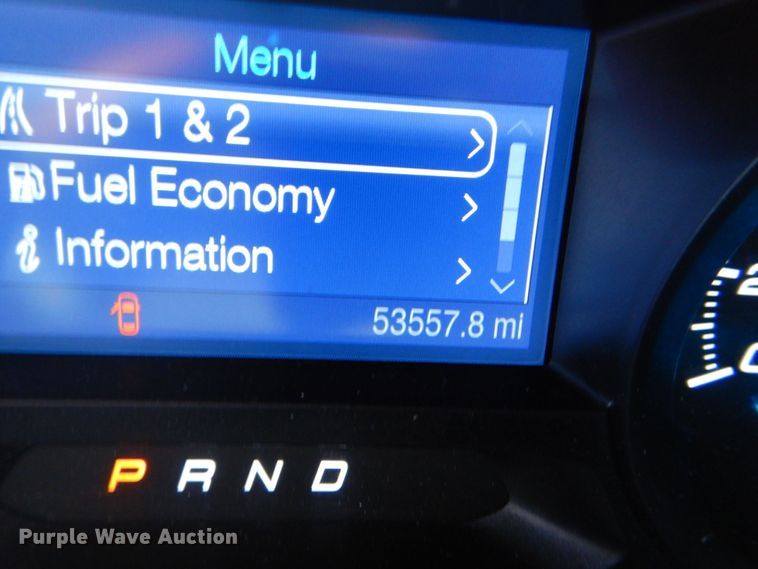 Menu
Trip 1 & 2
Fuel Economy
Information
53557.8 mi
P R N D
Purple Wave Auction